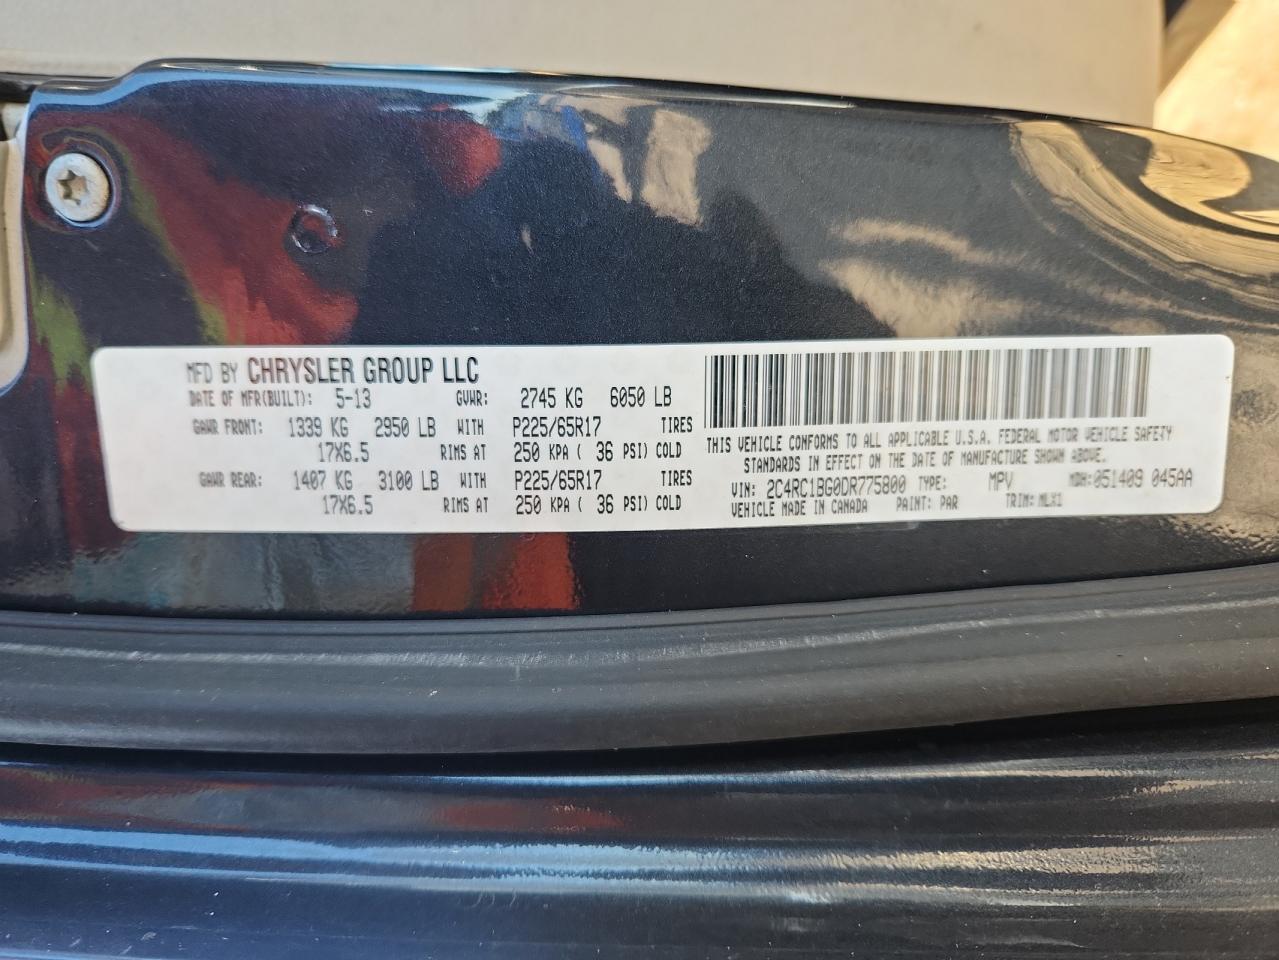 MFD BY CHRYSLER GROUP LLC
DATE OF MFR(BUILT): 5-13 GVWR: 2745 KG 6050 LB
GAWR FRONT: 1339 KG 2950 LB WITH P225/65R17 TIRES
17X6.5 RIMS AT 250 KPA ( 36 PSI) COLD
GAWR REAR: 1407 KG 3100 LB WITH P225/65R17 TIRES
17X6.5 RIMS AT 250 KPA ( 36 PSI) COLD
THIS VEHICLE CONFORMS TO ALL APPLICABLE U.S.A. FEDERAL MOTOR VEHICLE SAFETY
STANDARDS IN EFFECT ON THE DATE OF MANUFACTURE SHOWN ABOVE.
VIN: 2C4RC1BG0DR775800 TYPE: MPV MDH: 051409 045AA
VEHICLE MADE IN CANADA PAINT: PAR TRIM: MLX1